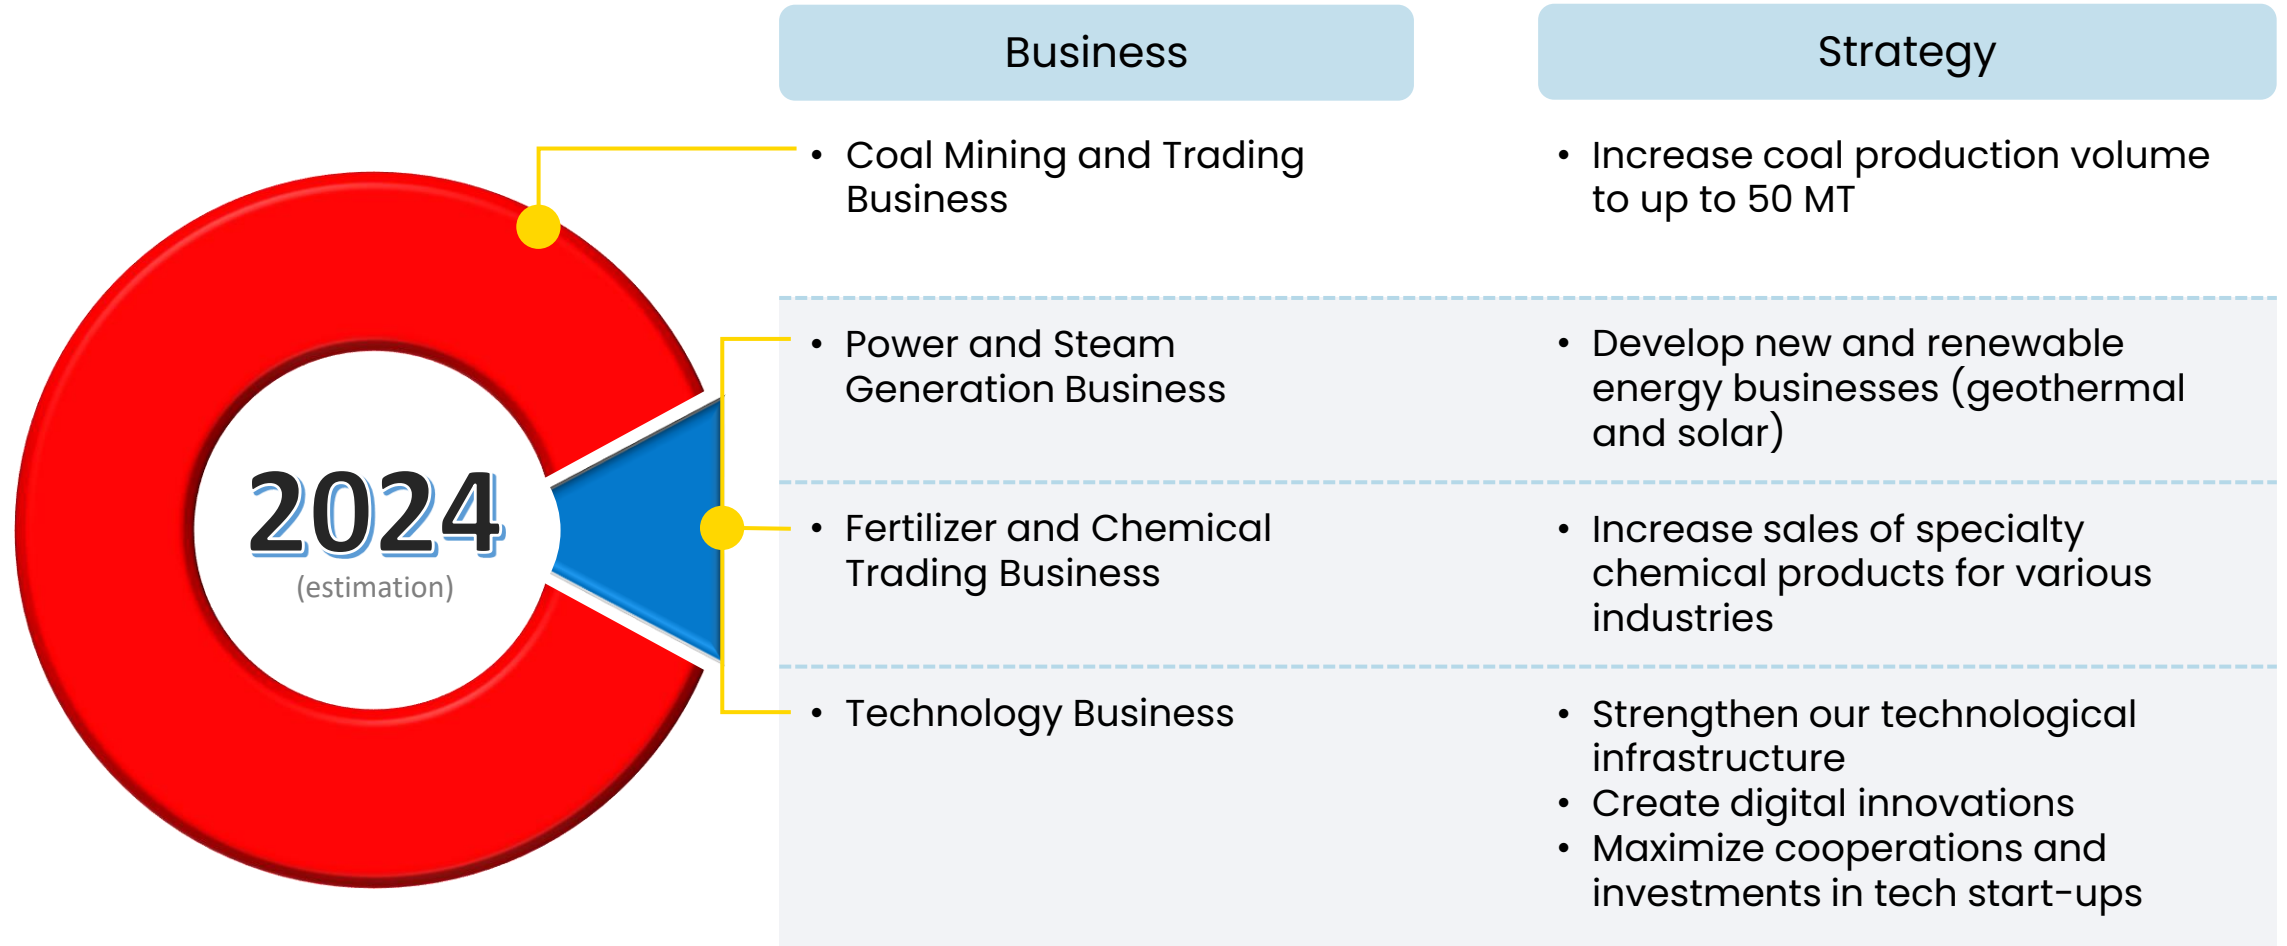 Business
Strategy
2024
(estimation)
• Coal Mining and Trading
Business
• Increase coal production volume
to up to 50 MT
• Power and Steam
Generation Business
• Develop new and renewable
energy businesses (geothermal
and solar)
• Fertilizer and Chemical
Trading Business
• Increase sales of specialty
chemical products for various
industries
• Technology Business
• Strengthen our technological
infrastructure
• Create digital innovations
• Maximize cooperations and
investments in tech start-ups